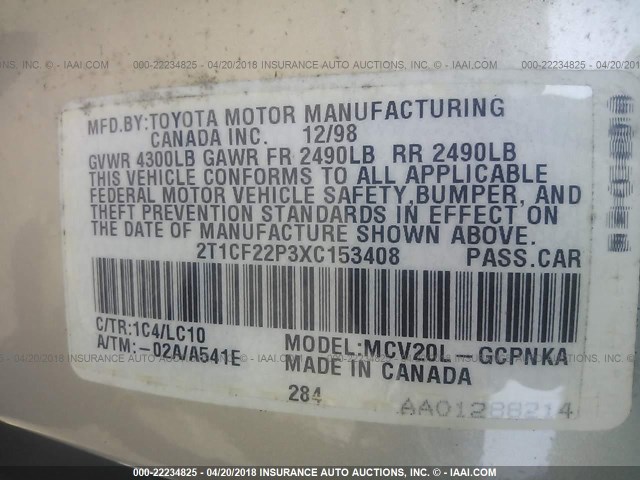 000-22234825 - 04/20/2018 - INSURANCE AUTO AUCTIONS, INC. - © IAAI.COM
MFD.BY:TOYOTA MOTOR MANUFACTURING
CANADA INC. 12/98
GVWR 4300LB GAWR FR 2490LB RR 2490LB
THIS VEHICLE CONFORMS TO ALL APPLICABLE
FEDERAL MOTOR VEHICLE SAFETY,BUMPER, AND
THEFT PREVENTION STANDARDS IN EFFECT ON
THE DATE OF MANUFACTURE SHOWN ABOVE.
2T1CF22P3XC153408 PASS.CAR
C/TR:1C4/LC10
A/TM:-02A/A541E
MODEL:MCV20L-GCPNKA
MADE IN CANADA
284
AA01288214
000-22234825 - 04/20/2018 - INSURANCE AUTO AUCTIONS, INC. - © IAAI.COM